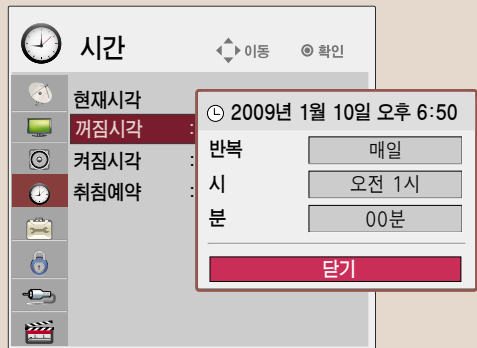 시간
이동
확인
현재시각
꺼짐시각 :
켜짐시각 :
취침예약 :
2009년 1월 10일 오후 6:50
반복 매일
시 오전 1시
분 00분
닫기